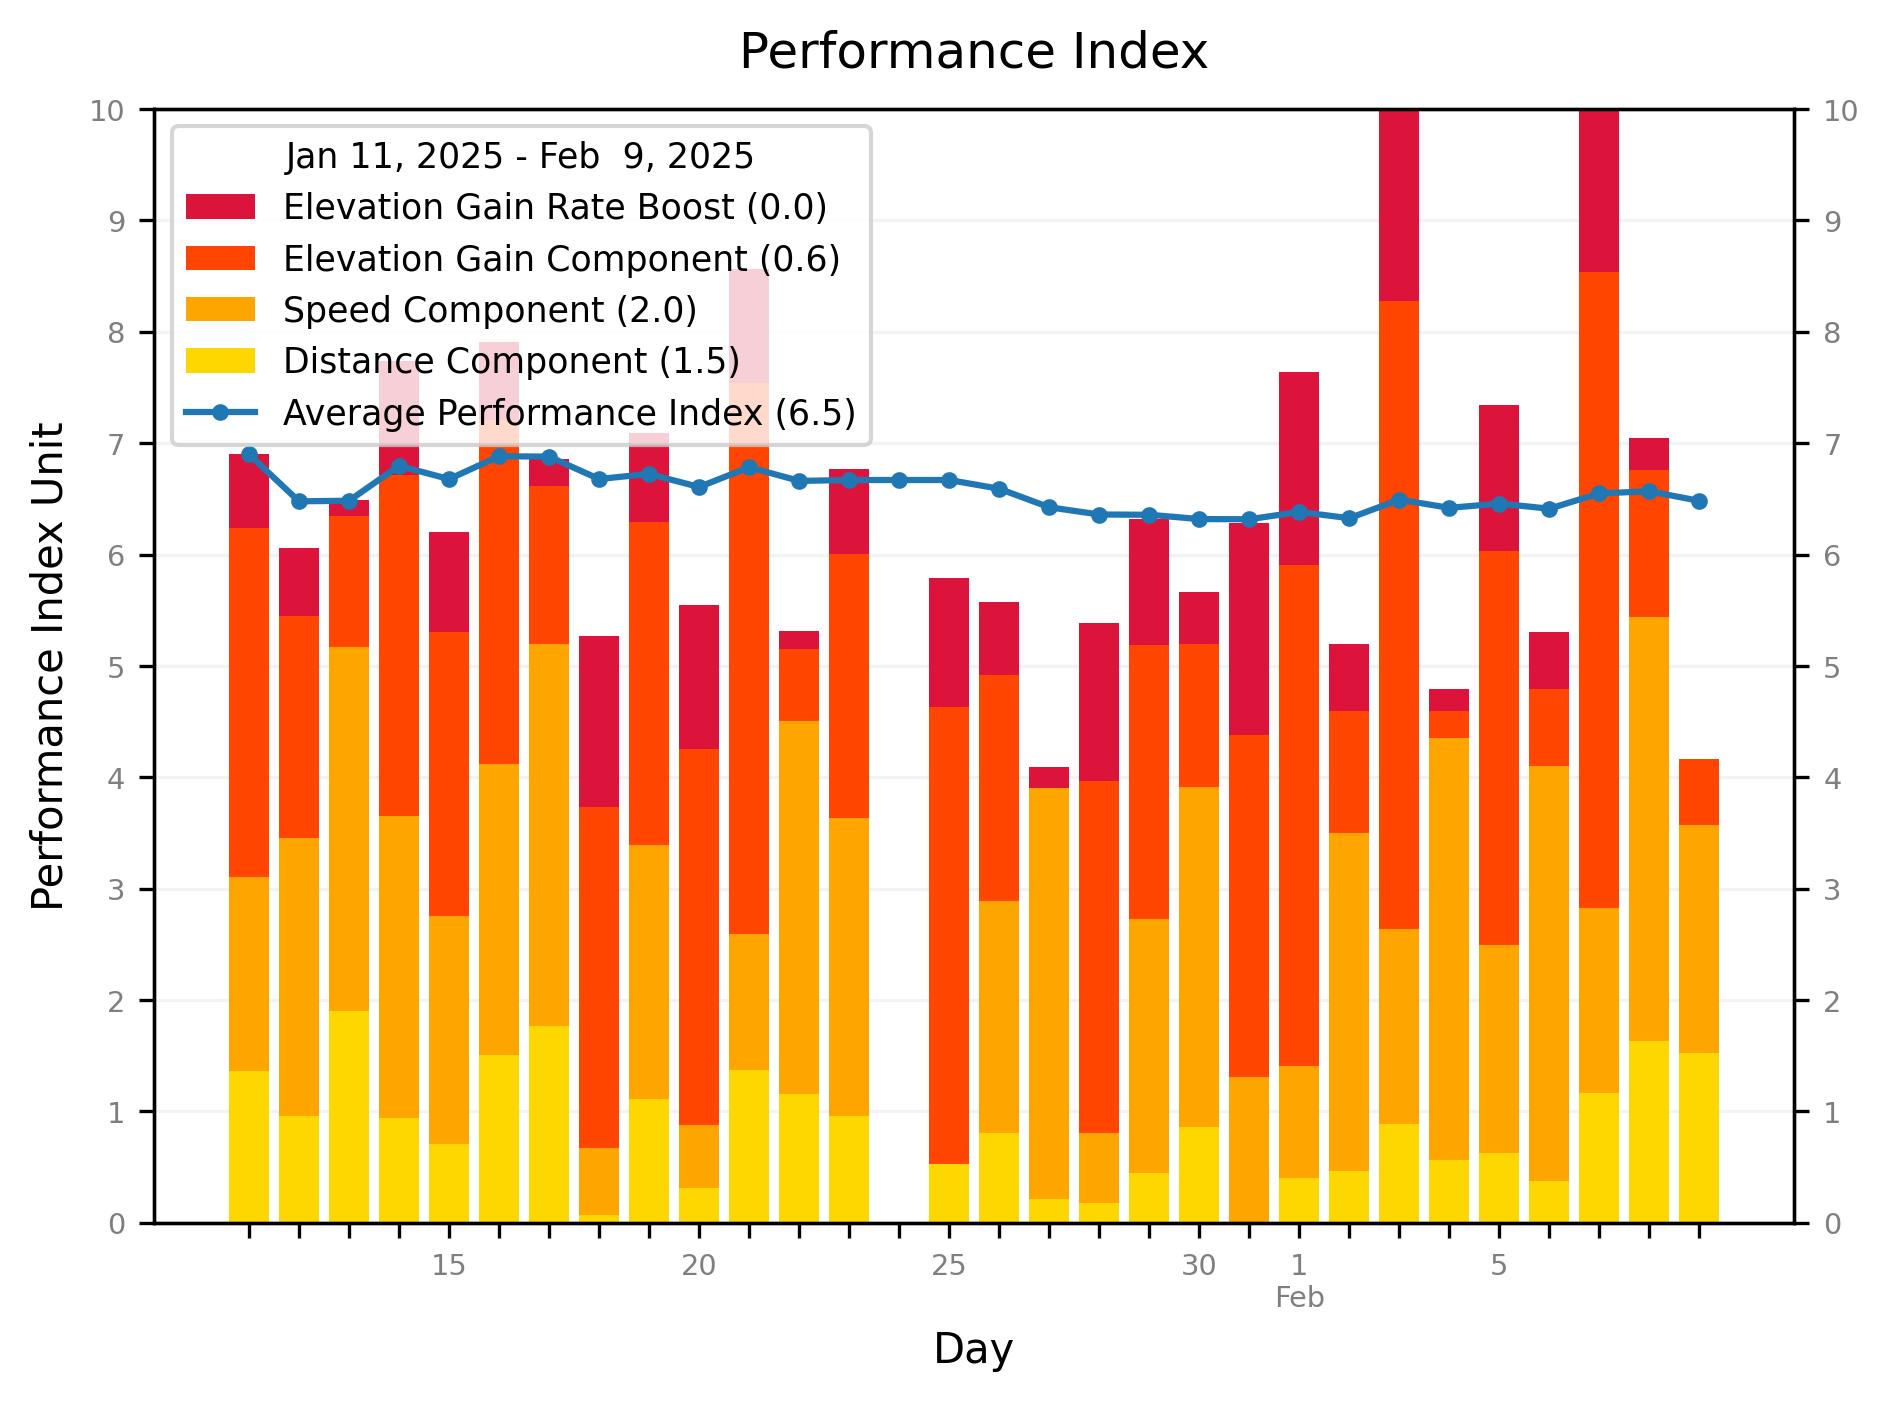 Performance Index
Jan 11, 2025 - Feb  9, 2025
Elevation Gain Rate Boost (0.0)
Elevation Gain Component (0.6)
Speed Component (2.0)
Distance Component (1.5)
Average Performance Index (6.5)
Performance Index Unit
10
9
8
7
6
5
4
3
2
1
0
10
9
8
7
6
5
4
3
2
1
0
15 20 25 30 1 5
Feb
Day